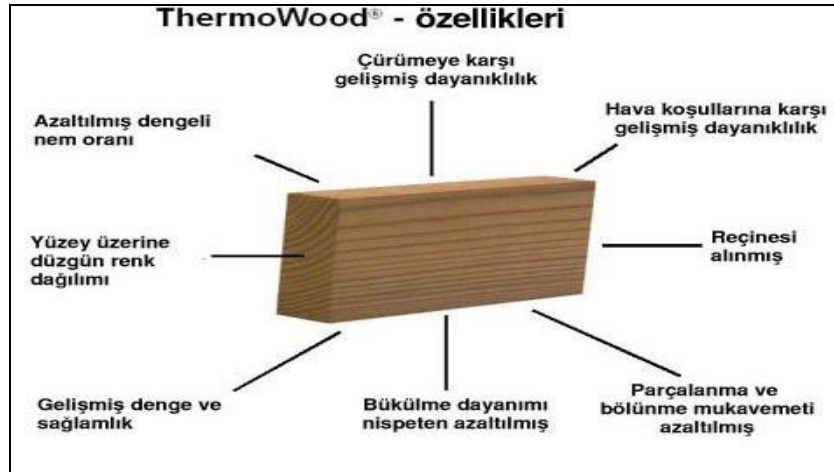 ThermoWood® - özellikleri
Çürümeye karşı
gelişmiş dayanıklılık
Azaltılmış dengeli
nem oranı
Hava koşullarına karşı
gelişmiş dayanıklılık
Yüzey üzerine
düzgün renk
dağılımı
Reçinesi
alınmış
Gelişmiş denge ve
sağlamlık
Bükülme dayanımı
nispeten azaltılmış
Parçalanma ve
bölünme mukavemeti
azaltılmış